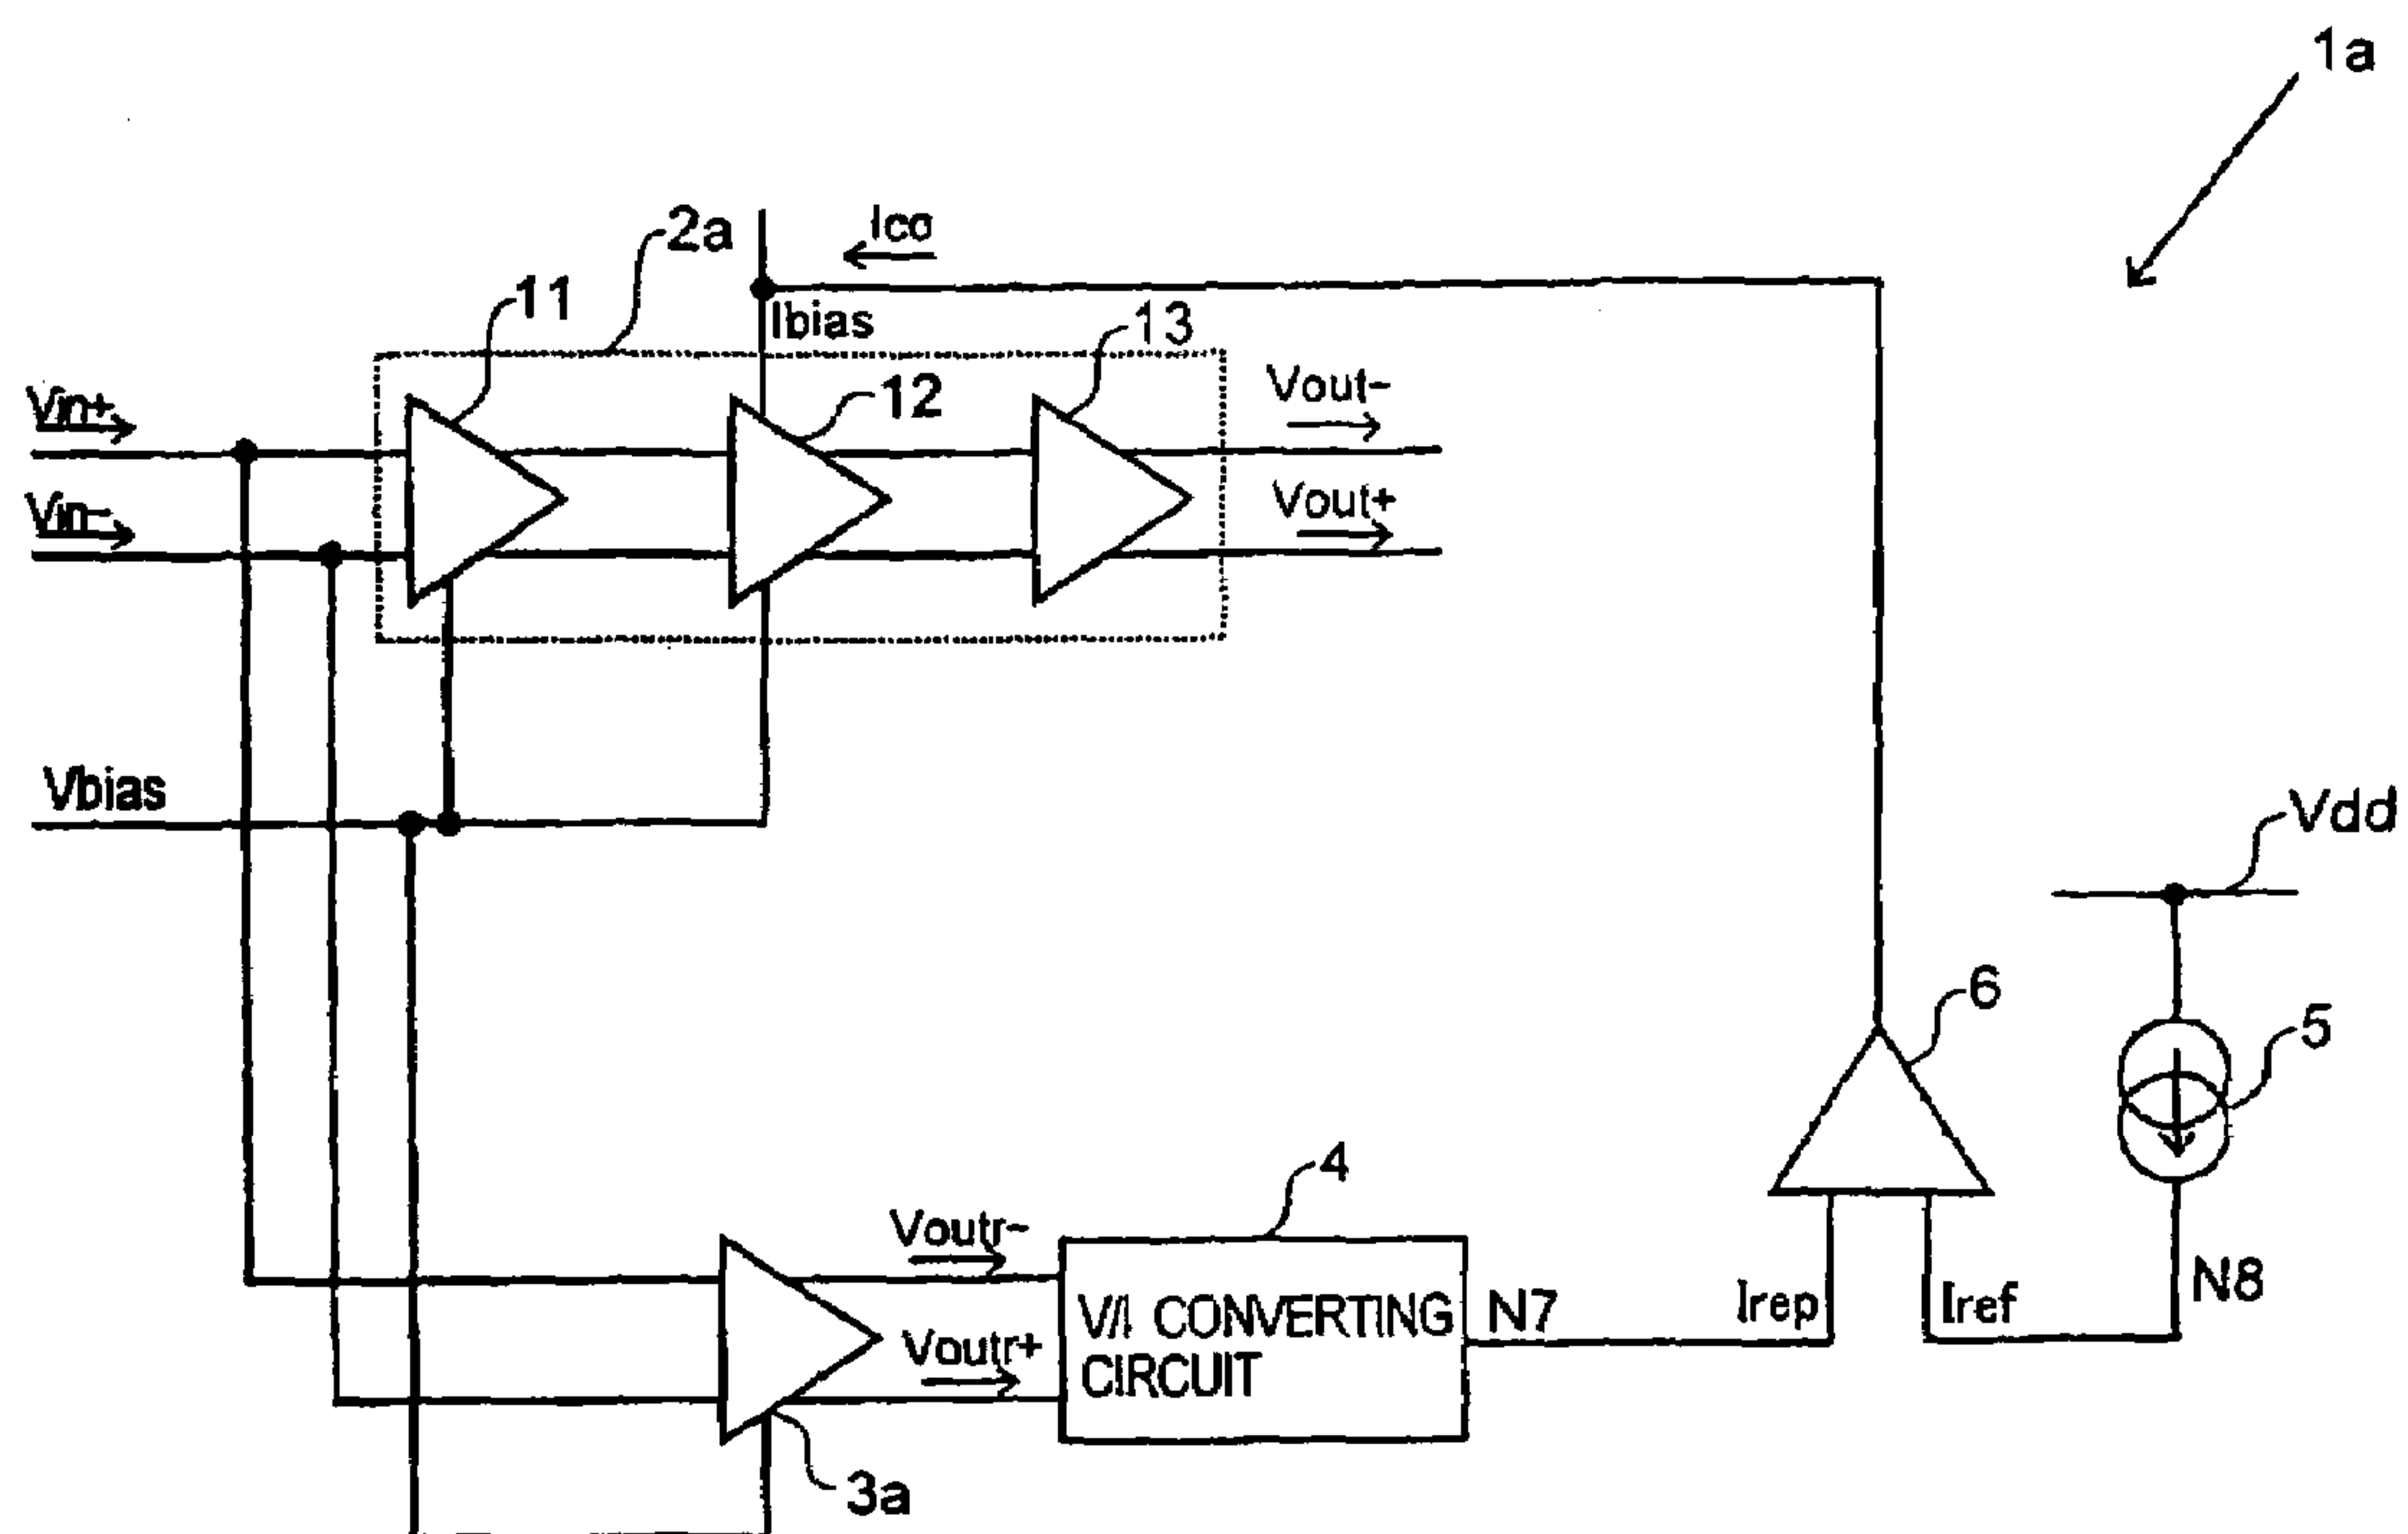 1a
2a
Ico
11
Ibias
13
12
Vin+
Vout-
Vin-
Vout+
Vbias
Vdd
6
5
4
Voutr-
V/I CONVERTING
CIRCUIT
N7
Irep
Iref
N8
Voutr+
3a